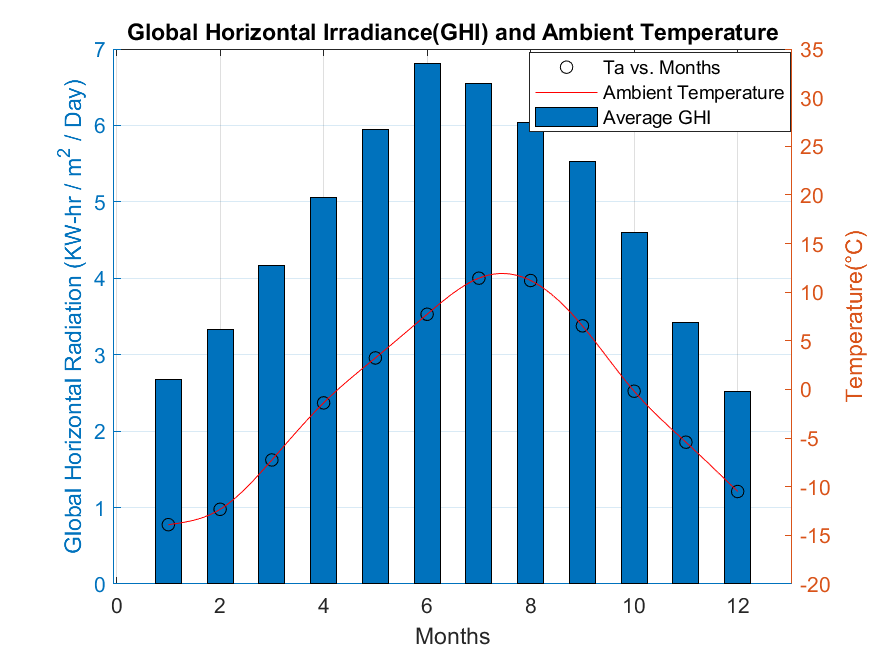 Global Horizontal Irradiance(GHI) and Ambient Temperature
Ta vs. Months
Ambient Temperature
Average GHI
Global Horizontal Radiation (KW-hr / m² / Day)
7
6
5
4
3
2
1
0
35
30
25
20
15
10
5
0
-5
-10
-15
-20
Temperature(°C)
0 2 4 6 8 10 12
Months